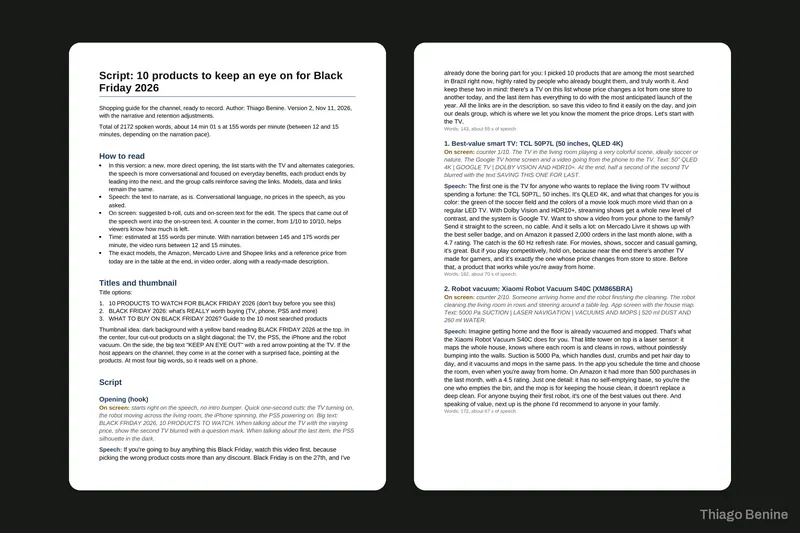 Script: 10 products to keep an eye on for Black
Friday 2026
Shopping guide for the channel, ready to record. Author: Thiago Benine. Version 2, Nov 11, 2026,
with the narrative and retention adjustments.
Total of 2172 spoken words, about 14 min 01 s at 155 words per minute (between 12 and 15
minutes, depending on the narration pace).
How to read
• In this version: a new, more direct opening, the list starts with the TV and alternates categories.
the speech is more conversational and focused on everyday benefits, each product ends by
leading into the next, and the group calls reinforce saving the links. Models, data and links
remain the same.
• Speech: the text to narrate, as is. Conversational language, no prices in the speech, as you
asked.
• On screen: suggested b-roll, cuts and on-screen text for the edit. The specs that came out
of the speech went into the on-screen text. A counter in the corner, from 1/10 to 10/10, helps
viewers know how much is left.
• Time: estimated at 155 words per minute. With narration between 145 and 175 words per
minute, the video runs between 12 and 15 minutes.
• The exact models, the Amazon, Mercado Livre and Shopee links and a reference price from
today are in the table at the end, in video order, along with a ready-made description.
Titles and thumbnail
Title options:
1. 10 PRODUCTS TO WATCH FOR BLACK FRIDAY 2026 (don't buy before you see this)
2. BLACK FRIDAY 2026: what's REALLY worth buying (TV, phone, PS5 and more)
3. WHAT TO BUY ON BLACK FRIDAY 2026? Guide to the 10 most searched products
Thumbnail idea: dark background with a yellow band reading BLACK FRIDAY 2026 at the top. In
the center, four cut-out products on a slight diagonal: the TV, the PS5, the iPhone and the robot
vacuum. On the side, the big text "KEEP AN EYE OUT" with a red arrow pointing at the TV. If the
host appears on the channel, they come in at the corner with a surprised face, pointing at the
products. At most four big words, so it reads well on a phone.
Script
Opening (hook)
On screen: starts right on the speech, no intro bumper. Quick one-second cuts: the TV turning on,
the robot moving across the living room, the iPhone spinning, the PS5 powering on. Big text:
BLACK FRIDAY 2026, 10 PRODUCTS TO WATCH. When talking about the TV with the varying
price, show the second TV blurred with a question mark. When talking about the last item, the PS5
silhouette in the dark.
Speech: If you're going to buy anything this Black Friday, watch this video first, because
picking the wrong product costs more than any discount. Black Friday is on the 27th, and I've
already done the boring part for you: I picked 10 products that are among the most searched
in Brazil right now, highly rated by people who already bought them, and truly worth it. And
keep these two in mind: there's a TV on this list whose price changes a lot from one store to
another today, and the last item has everything to do with the most anticipated launch of the
year. All the links are in the description, so save this video to find it easily on the day, and join
our deals group, which is where we let you know the moment the price drops. Let's start with
the TV.
Words: 143, about 55 s of speech
1. Best-value smart TV: TCL 50P7L (50 inches, QLED 4K)
On screen: counter 1/10. The TV in the living room playing a very colorful scene, ideally soccer or
nature. The Google TV home screen and a video going from the phone to the TV. Text: 50" QLED
4K | GOOGLE TV | DOLBY VISION AND HDR10+. At the end, half a second of the second TV
blurred with the text SAVING THIS ONE FOR LAST.
Speech: The first one is the TV for anyone who wants to replace the living room TV without
spending a fortune: the TCL 50P7L, 50 inches. It's QLED 4K, and what that changes for you is
color: the green of the soccer field and the colors of a movie look much more vivid than on a
regular LED TV. With Dolby Vision and HDR10+, streaming shows get a whole new level of
contrast, and the system is Google TV. Want to show a video from your phone to the family?
Send it straight to the screen, no cable. And it sells a lot: on Mercado Livre it shows up with
the best seller badge, and on Amazon it passed 2,000 orders in the last month alone, with a
4.7 rating. The catch is the 60 Hz refresh rate. For movies, shows, soccer and casual gaming,
it's great. But if you play competitively, hold on, because near the end there's another TV
made for gamers, and it's exactly the one whose price changes from store to store. Before
that, a product that works while you're away from home.
Words: 182, about 70 s of speech
2. Robot vacuum: Xiaomi Robot Vacuum S40C (XM865BRA)
On screen: counter 2/10. Someone arriving home and the robot finishing the cleaning. The robot
cleaning the living room in rows and steering around a table leg. App screen with the house map.
Text: 5000 Pa SUCTION | LASER NAVIGATION | VACUUMS AND MOPS | 520 ml DUST AND
260 ml WATER.
Speech: Imagine getting home and the floor is already vacuumed and mopped. That's what
the Xiaomi Robot Vacuum S40C does for you. That little tower on top is a laser sensor: it
maps the whole house, knows where each room is and cleans in rows, without pointlessly
bumping into the walls. Suction is 5000 Pa, which handles dust, crumbs and pet hair day to
day, and it vacuums and mops in the same pass. In the app you schedule the time and choose
the room, even when you're away from home. On Amazon it had more than 500 purchases in
the last month, with a 4.5 rating. Just one detail: it has no self-emptying base, so you're the
one who empties the bin, and the mop is for keeping the house clean, it doesn't replace a
deep clean. For anyone buying their first robot, it's one of the best values out there. And
speaking of value, next up is the phone I'd recommend to anyone in your family.
Words: 172, about 67 s of speech
Thiago Benine